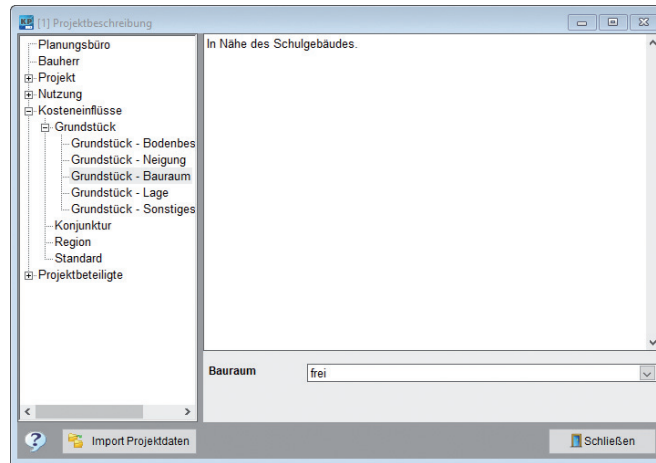 KP [1] Projektbeschreibung
Planungsbüro
Bauherr
Projekt
Nutzung
Kosteneinflüsse
Grundstück
Grundstück - Bodenbes
Grundstück - Neigung
Grundstück - Bauraum
Grundstück - Lage
Grundstück - Sonstiges
Konjunktur
Region
Standard
Projektbeteiligte
In Nähe des Schulgebäudes.
Bauraum frei
? Import Projektdaten Schließen